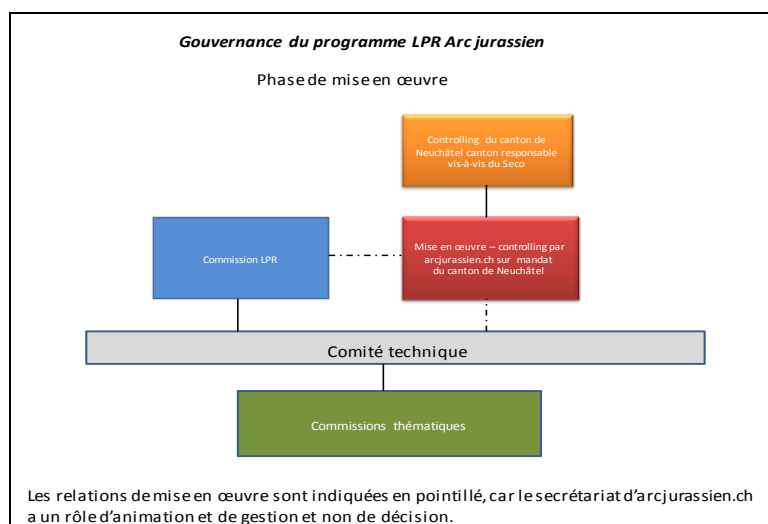 Gouvernance du programme LPR Arc jurassien
Phase de mise en œuvre
Controlling du canton de
Neuchâtel canton responsable
vis-à-vis du Seco
Commission LPR
Mise en œuvre – controlling par
arcjurassien.ch sur mandat
du canton de Neuchâtel
Comité technique
Commissions thématiques
Les relations de mise en œuvre sont indiquées en pointillé, car le secrétariat d'arcjurassien.ch
a un rôle d'animation et de gestion et non de décision.